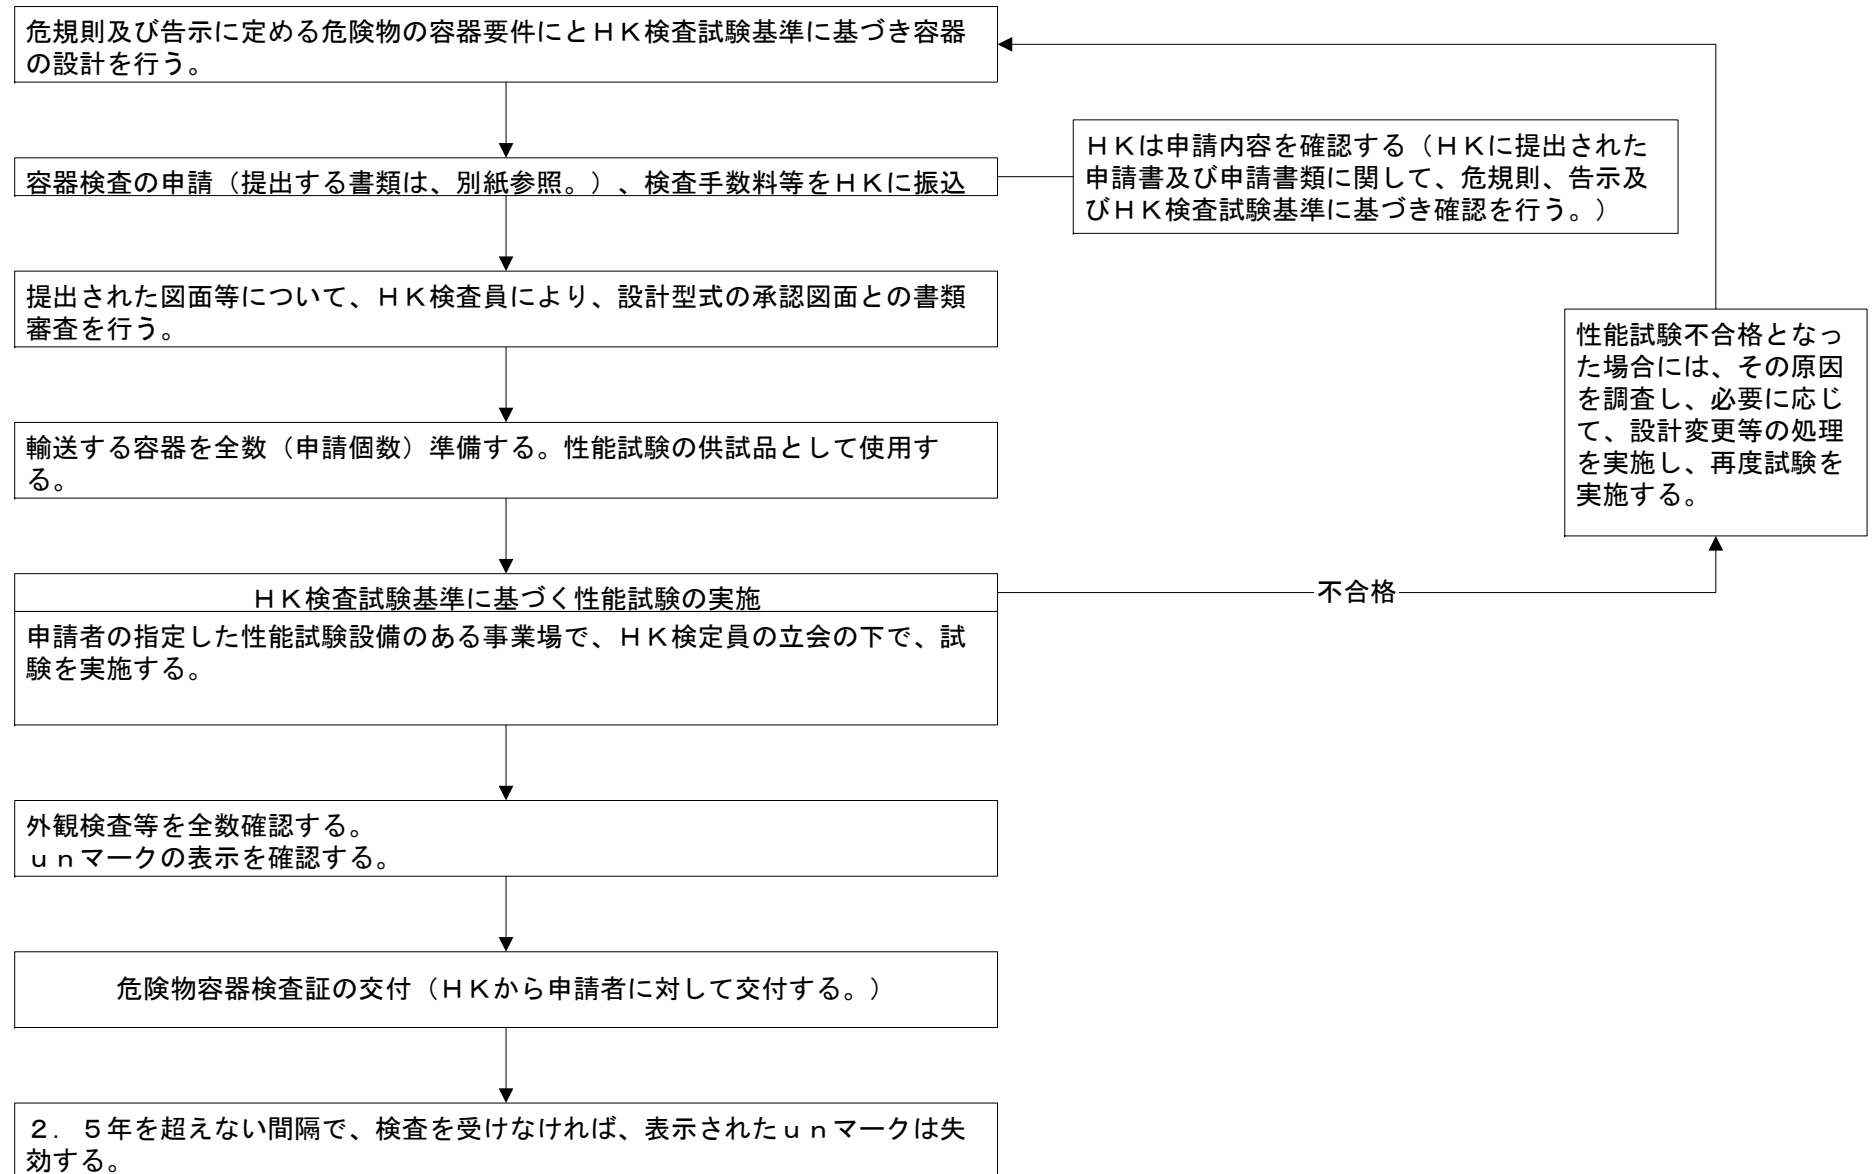 危規則及び告示に定める危険物の容器要件にとＨＫ検査試験基準に基づき容器
の設計を行う。
容器検査の申請（提出する書類は、別紙参照。）、検査手数料等をＨＫに振込
ＨＫは申請内容を確認する（ＨＫに提出された
申請書及び申請書類に関して、危規則、告示及
びＨＫ検査試験基準に基づき確認を行う。）
提出された図面等について、ＨＫ検査員により、設計型式の承認図面との書類
審査を行う。
性能試験不合格となっ
た場合には、その原因
を調査し、必要に応じ
て、設計変更等の処理
を実施し、再度試験を
実施する。
輸送する容器を全数（申請個数）準備する。性能試験の供試品として使用す
る。
ＨＫ検査試験基準に基づく性能試験の実施
不合格
申請者の指定した性能試験設備のある事業場で、ＨＫ検定員の立会の下で、試
験を実施する。
外観検査等を全数確認する。
ｕｎマークの表示を確認する。
危険物容器検査証の交付（ＨＫから申請者に対して交付する。）
２．５年を超えない間隔で、検査を受けなければ、表示されたｕｎマークは失
効する。